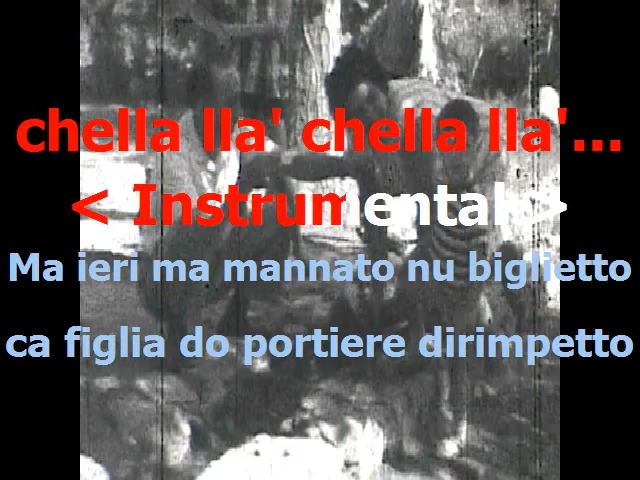 chella lla' chella lla'...
< Instrumental >
Ma ieri ma mannato nu biglietto
ca figlia do portiere dirimpetto